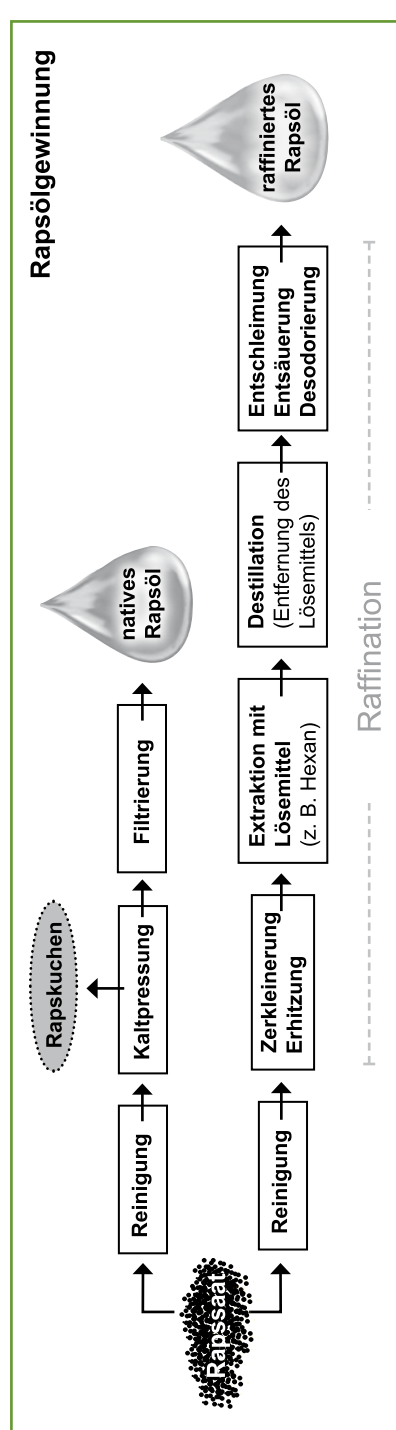 Rapsölgewinnung
Rapssaat
Reinigung
Kaltpressung
Rapskuchen
Filtrierung
natives
Rapsöl
Reinigung
Zerkleinerung
Erhitzung
Extraktion mit
Lösemittel
(z. B. Hexan)
Destillation
(Entfernung des
Lösemittels)
Entschleimung
Entsäuerung
Desodorierung
raffiniertes
Rapsöl
Raffination